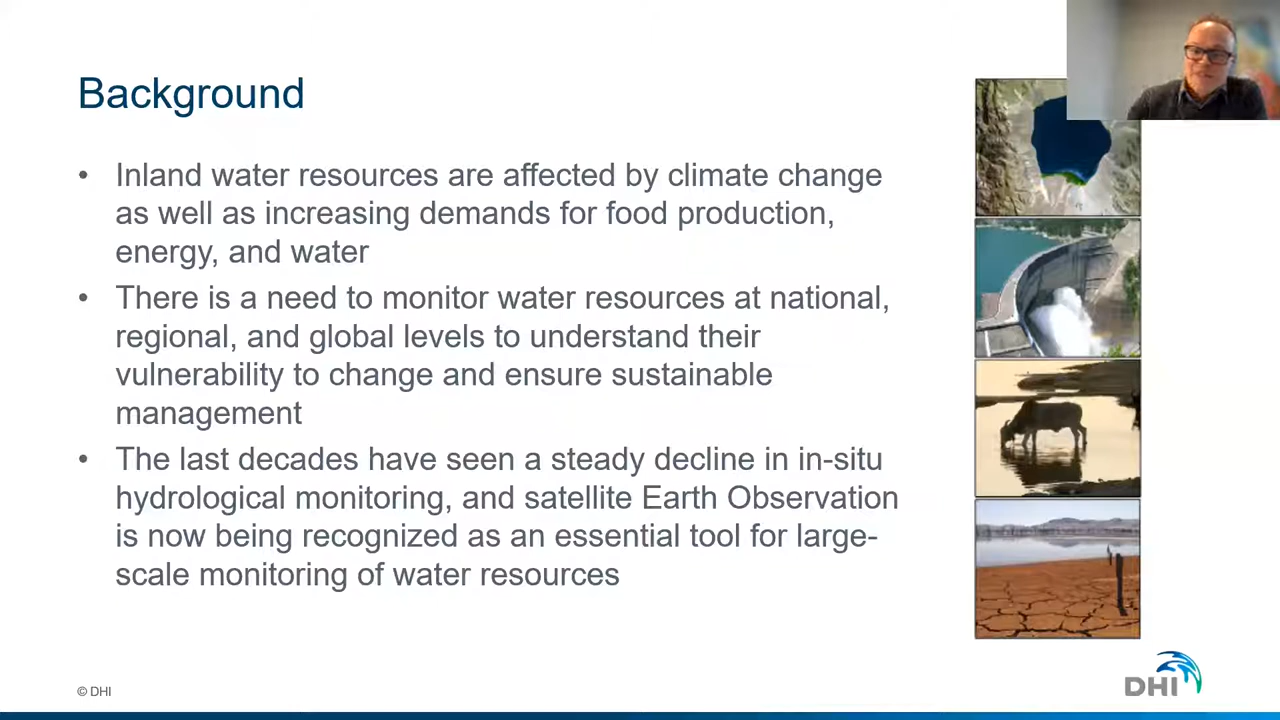 Background
• Inland water resources are affected by climate change
as well as increasing demands for food production,
energy, and water
• There is a need to monitor water resources at national,
regional, and global levels to understand their
vulnerability to change and ensure sustainable
management
• The last decades have seen a steady decline in in-situ
hydrological monitoring, and satellite Earth Observation
is now being recognized as an essential tool for large-
scale monitoring of water resources
© DHI
DHI